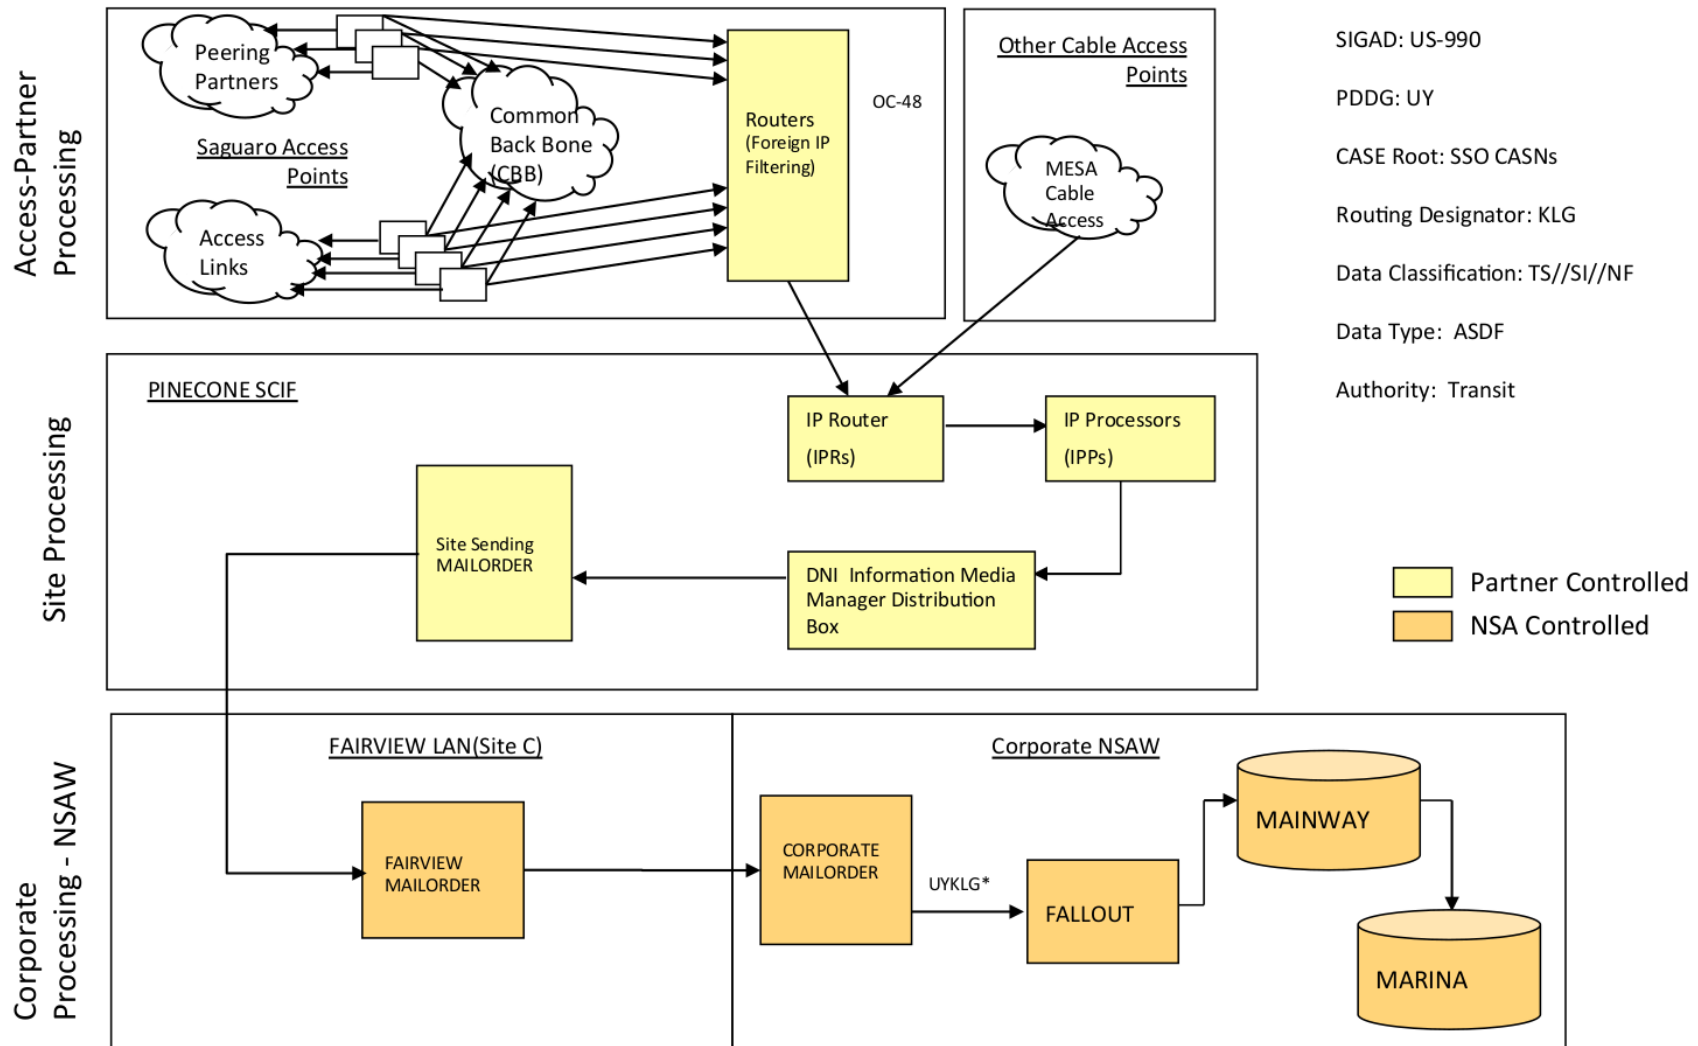 Access-Partner
Processing
Peering
Partners
Saguaro Access
Points
Access
Links
Common
Back Bone
(CBB)
Routers
(Foreign IP
Filtering)
OC-48
Other Cable Access
Points
MESA
Cable
Access
SIGAD: US-990
PDDG: UY
CASE Root: SSO CASNs
Routing Designator: KLG
Data Classification: TS//SI//NF
Data Type: ASDF
Authority: Transit
Site Processing
PINECONE SCIF
IP Router
(IPRs)
IP Processors
(IPPs)
Site Sending
MAILORDER
DNI Information Media
Manager Distribution
Box
Partner Controlled
NSA Controlled
Corporate
Processing - NSAW
FAIRVIEW LAN(Site C)
FAIRVIEW
MAILORDER
Corporate NSAW
CORPORATE
MAILORDER
UYKLG*
FALLOUT
MAINWAY
MARINA